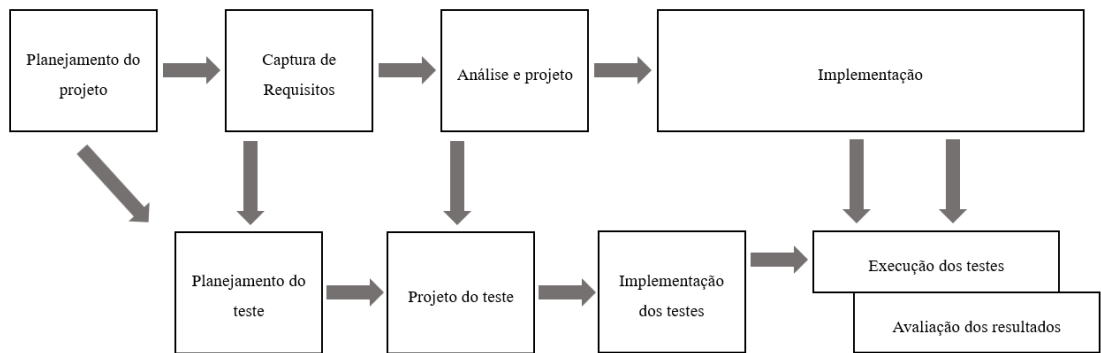 Planejamento do
projeto
Captura de
Requisitos
Análise e projeto
Implementação
Planejamento do
teste
Projeto do teste
Implementação
dos testes
Execução dos testes
Avaliação dos resultados